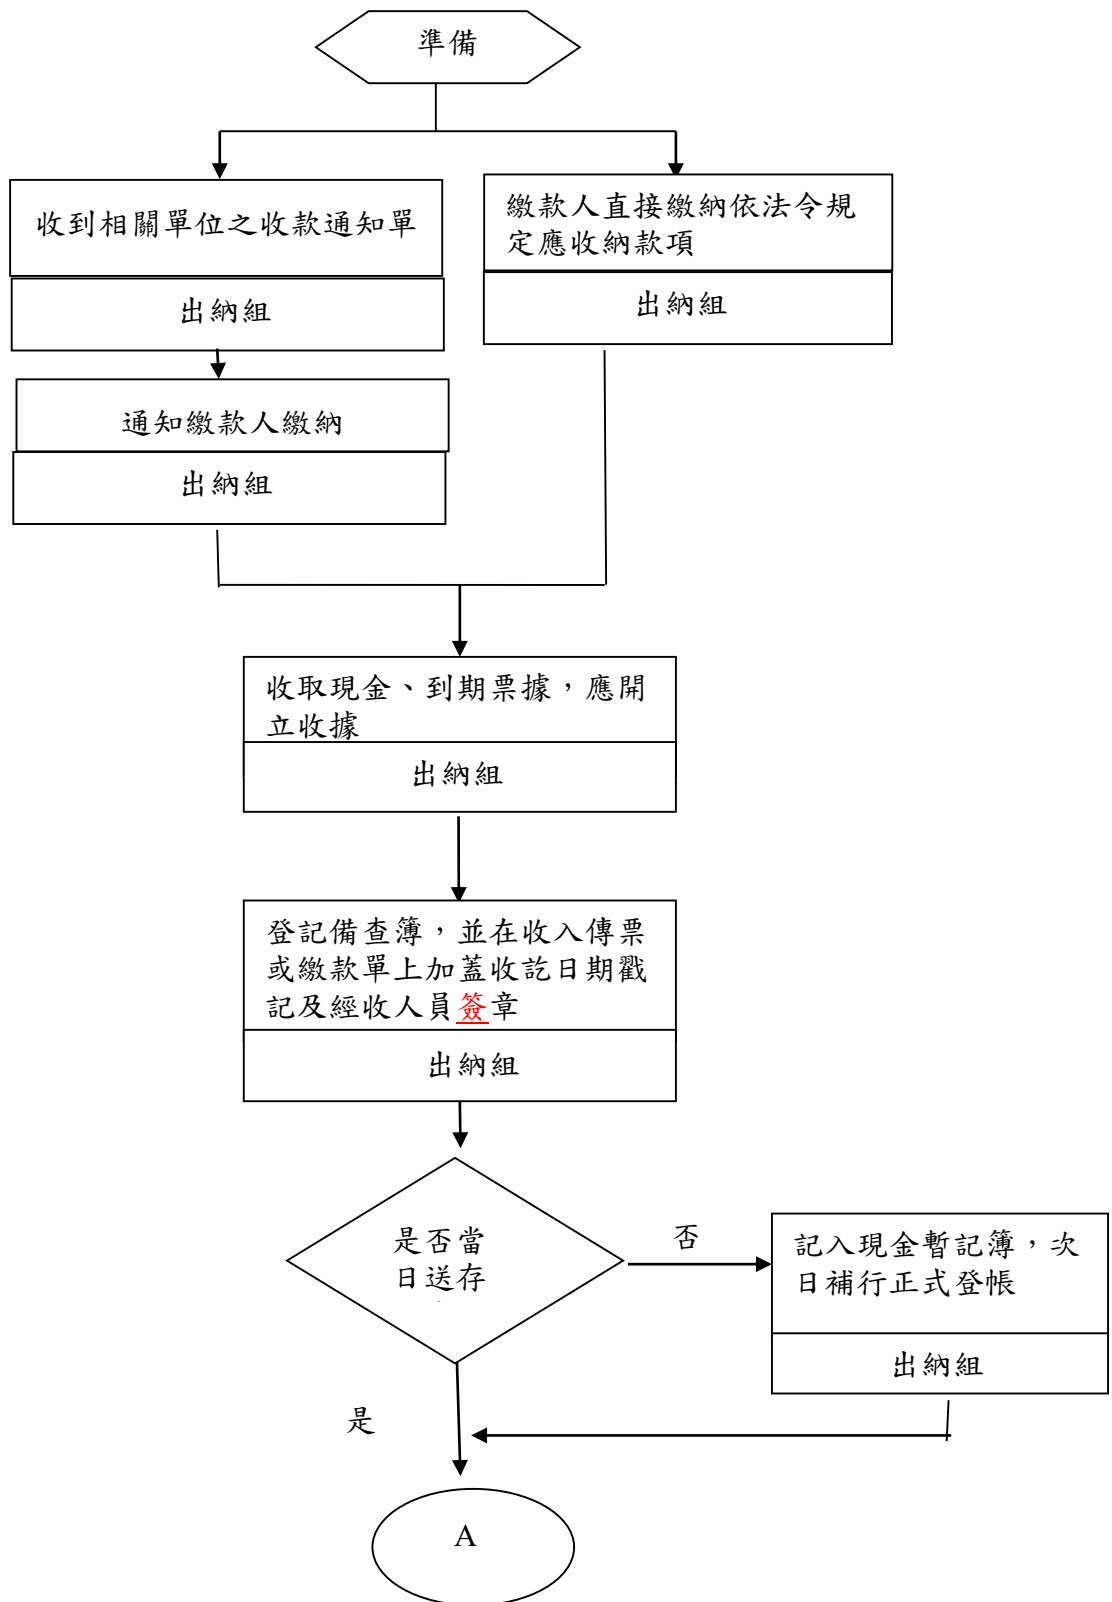 準備
收到相關單位之收款通知單
出納組
繳款人直接繳納依法令規
定應收納款項
出納組
通知繳款人繳納
出納組
收取現金、到期票據，應開
立收據
出納組
登記備查簿，並在收入傳票
或繳款單上加蓋收訖日期戳
記及經收人員簽章
出納組
是否當
日送存
否
記入現金暫記簿，次
日補行正式登帳
出納組
是
A